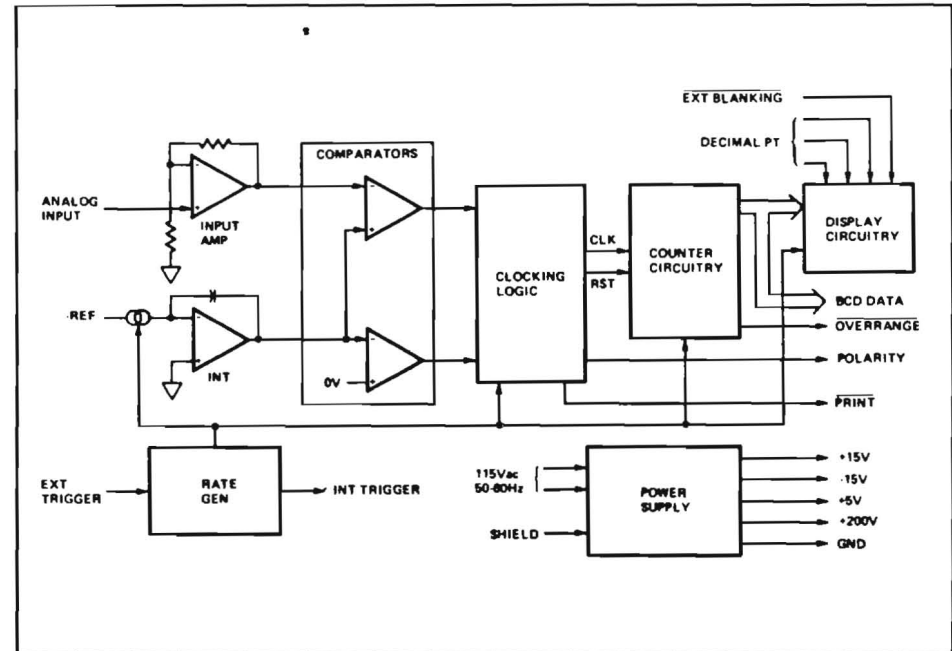 EXT BLANKING
DECIMAL PT
COMPARATORS
ANALOG
INPUT
-
+
INPUT
AMP
-
+
CLOCKING
LOGIC
CLK
RST
COUNTER
CIRCUITRY
DISPLAY
CIRCUITRY
BCD DATA
OVERRANGE
POLARITY
PRINT
-REF
-
+
INT
-
+
0V
EXT
TRIGGER
RATE
GEN
INT TRIGGER
115Vac
50-60Hz
SHIELD
POWER
SUPPLY
+15V
-15V
+5V
+200V
GND